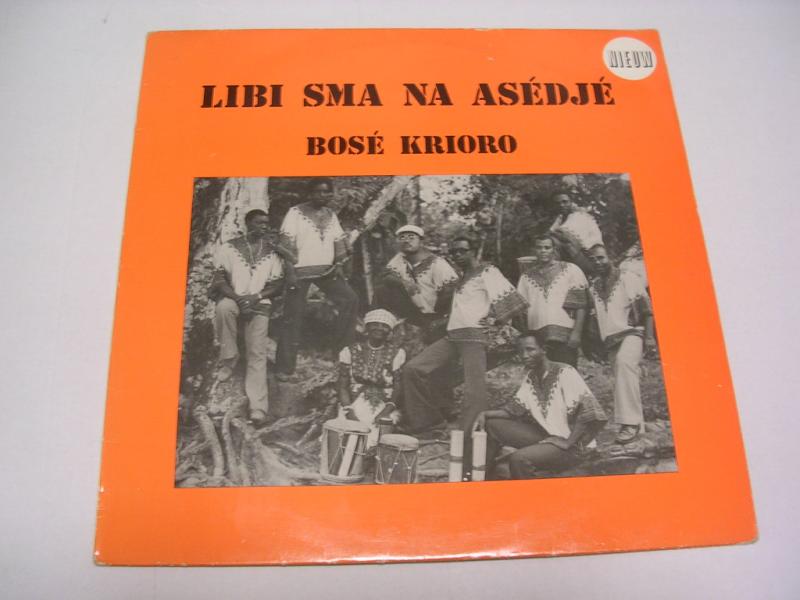 NIEUW
LIBI SMA NA ASÉDJÉ
BOSÉ KRIORO